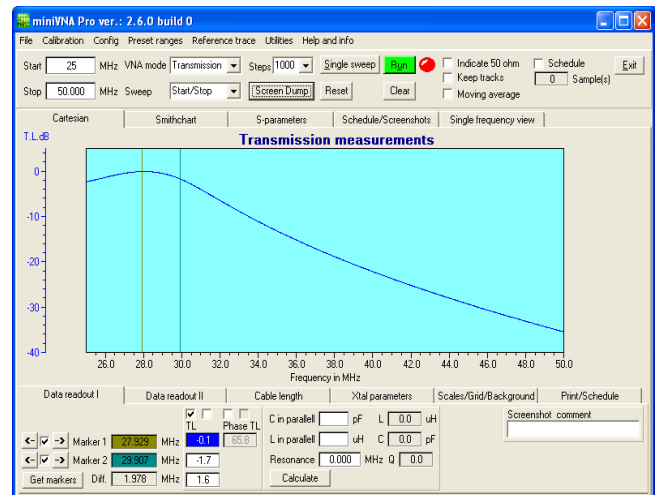 miniVNA Pro ver.: 2.6.0 build 0
File Calibration Config Preset ranges Reference trace Utilities Help and info
Start 25 MHz VNA mode Transmission Steps 1000 Single sweep Run Indicate 50 ohm Schedule Exit
Keep tracks 0 Sample(s)
Stop 50.000 MHz Sweep Start/Stop Screen Dump Reset Clear Moving average
Cartesian Smithchart S-parameters Schedule/Screenshots Single frequency view
T.L.dB Transmission measurements
0
-10
-20
-30
-40
26.0 28.0 30.0 32.0 34.0 36.0 38.0 40.0 42.0 44.0 46.0 48.0 50.0
Frequency in MHz
Data readout I Data readout II Cable length Xtal parameters Scales/Grid/Background Print/Schedule
TL Phase TL C in parallell pF L 0.0 uH Screenshot comment
<- -> Marker 1 27.929 MHz -0.1 65.8 L in parallell uH C 0.0 pF
<- -> Marker 2 29.907 MHz -1.7 Resonance 0.000 MHz Q 0.0
Get markers Diff. 1.978 MHz 1.6 Calculate